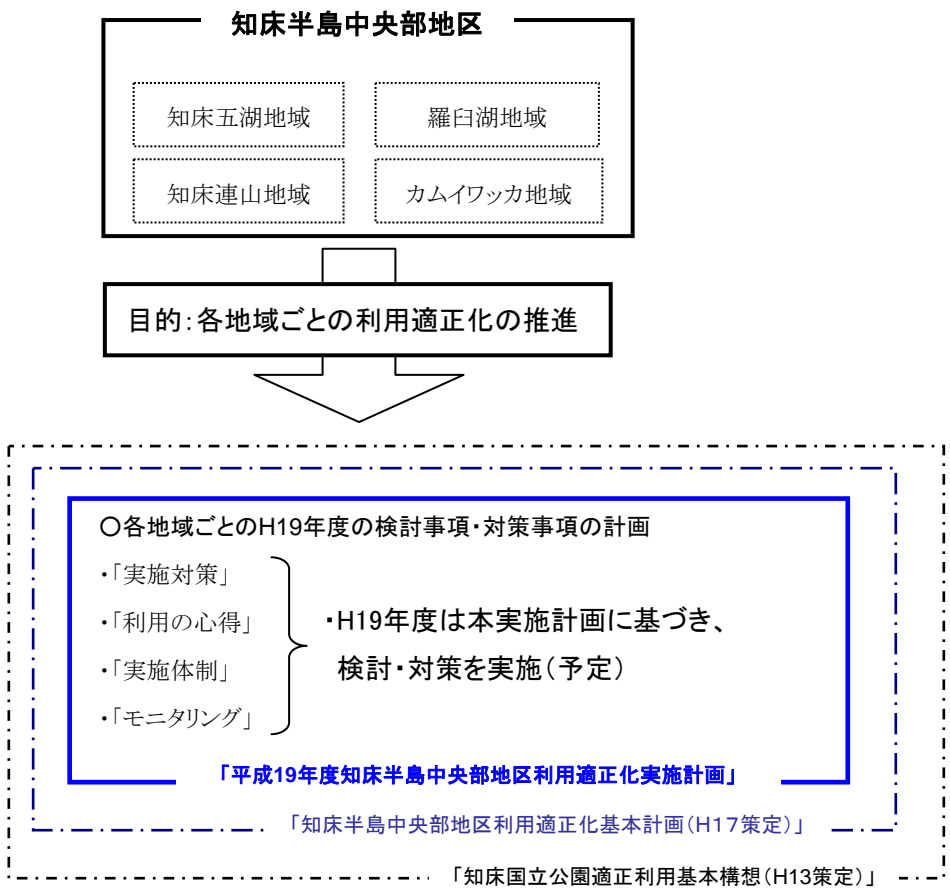 知床半島中央部地区
知床五湖地域
羅臼湖地域
知床連山地域
カムイワッカ地域
目的：各地域ごとの利用適正化の推進
○各地域ごとのH19年度の検討事項・対策事項の計画
・「実施対策」
・「利用の心得」
・「実施体制」
・「モニタリング」
・H19年度は本実施計画に基づき、
検討・対策を実施（予定）
「平成19年度知床半島中央部地区利用適正化実施計画」
「知床半島中央部地区利用適正化基本計画（H17策定）」
「知床国立公園適正利用基本構想（H13策定）」